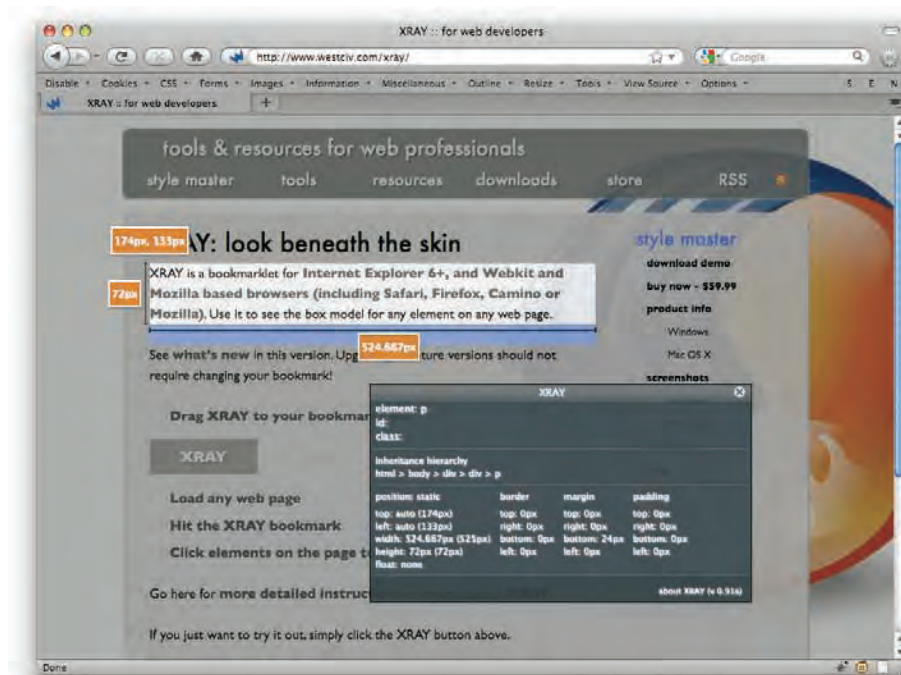 XRAY :: for web developers
http://www.westciv.com/xray/
Google
Disable Cookies CSS Forms Images Information Miscellaneous Outline Resize Tools View Source Options S E N
XRAY :: for web developers
+
tools & resources for web professionals
style master tools resources downloads store RSS
174px, 133px
AY: look beneath the skin
style master
download demo
buy now - $59.99
product info
Windows
Mac OS X
screenshots
72px
XRAY is a bookmarklet for Internet Explorer 6+, and Webkit and
Mozilla based browsers (including Safari, Firefox, Camino or
Mozilla). Use it to see the box model for any element on any web page.
524.667px
See what's new in this version. Upg ture versions should not
require changing your bookmark!
Drag XRAY to your bookmar
XRAY
Load any web page
Hit the XRAY bookmark
Click elements on the page t
Go here for more detailed instruc
If you just want to try it out, simply click the XRAY button above.
XRAY
element: p
id:
class:
inheritance hierarchy
html > body > div > div > p
position: static border margin padding
top: auto (174px) top: 0px top: 0px top: 0px
left: auto (133px) right: 0px right: 0px right: 0px
width: 524.667px (525px) bottom: 0px bottom: 24px bottom: 0px
height: 72px (72px) left: 0px left: 0px left: 0px
float: none
about XRAY (v 0.91a)
Done